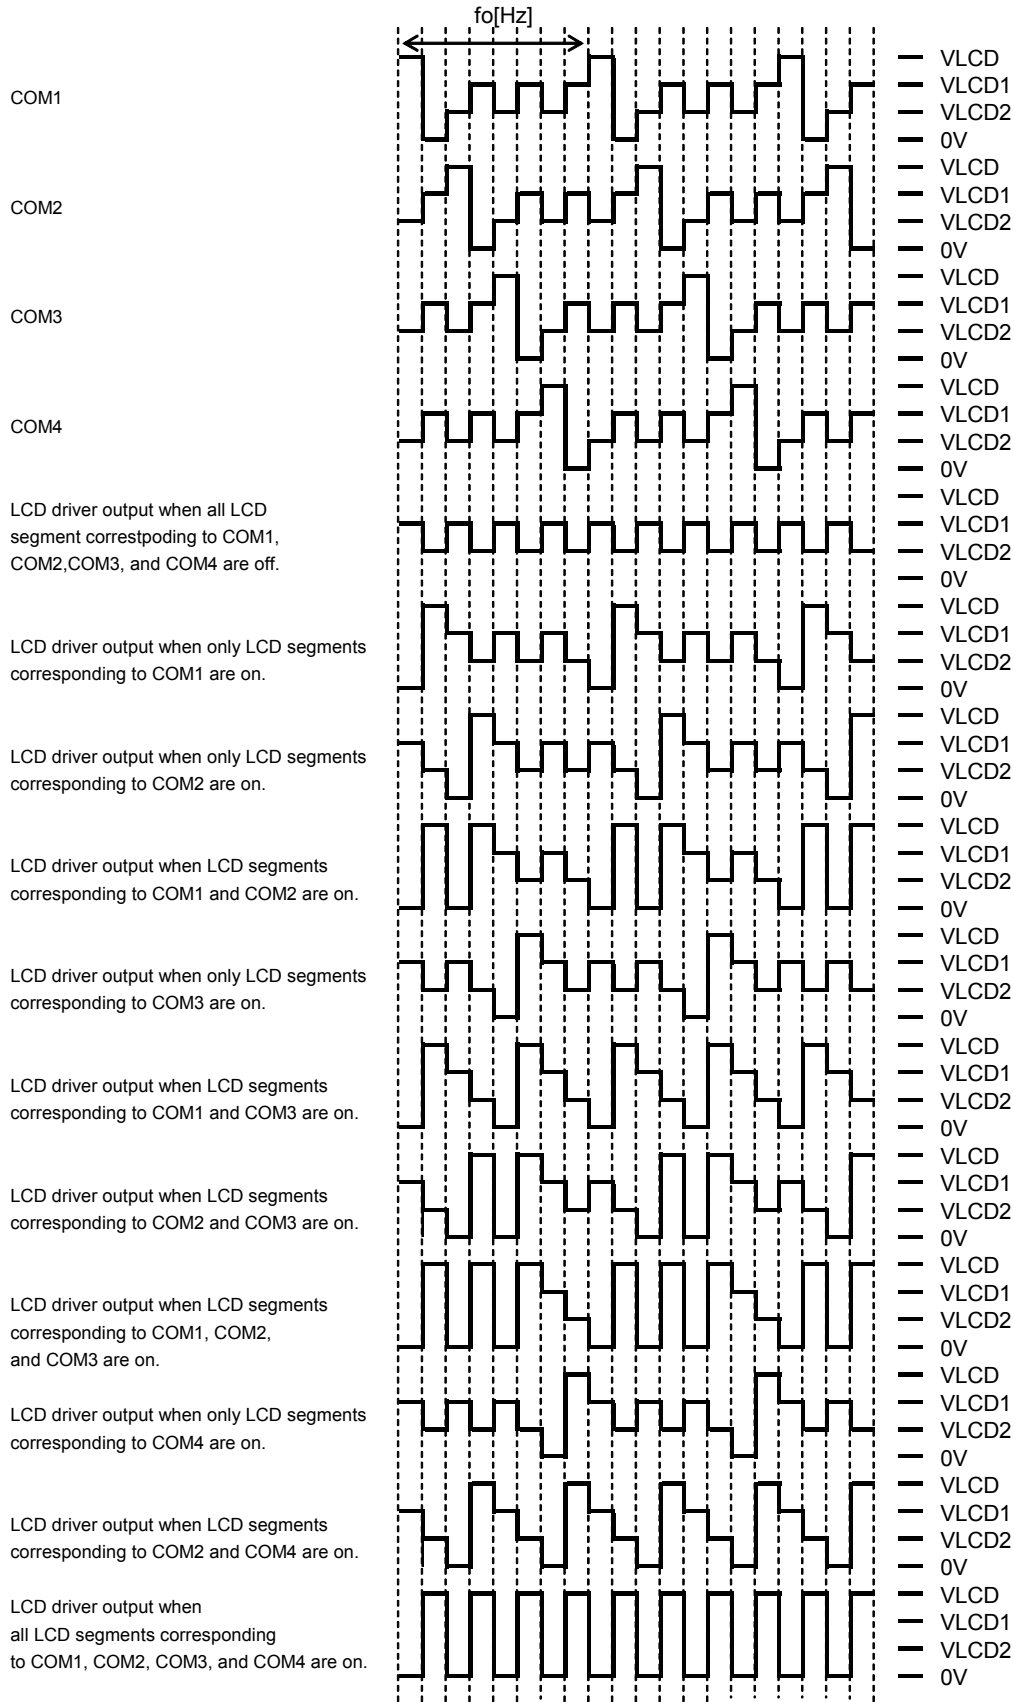 fo[Hz]
VLCD
VLCD1
COM1
VLCD2
0V
VLCD
VLCD1
COM2
VLCD2
0V
VLCD
VLCD1
COM3
VLCD2
0V
VLCD
VLCD1
COM4
VLCD2
0V
VLCD
LCD driver output when all LCD
VLCD1
segment correstpoding to COM1,
VLCD2
COM2,COM3, and COM4 are off.
0V
VLCD
VLCD1
LCD driver output when only LCD segments
VLCD2
corresponding to COM1 are on.
0V
VLCD
VLCD1
LCD driver output when only LCD segments
VLCD2
corresponding to COM2 are on.
0V
VLCD
VLCD1
LCD driver output when LCD segments
VLCD2
corresponding to COM1 and COM2 are on.
0V
VLCD
VLCD1
LCD driver output when only LCD segments
VLCD2
corresponding to COM3 are on.
0V
VLCD
VLCD1
LCD driver output when LCD segments
VLCD2
corresponding to COM1 and COM3 are on.
0V
VLCD
VLCD1
LCD driver output when LCD segments
VLCD2
corresponding to COM2 and COM3 are on.
0V
VLCD
VLCD1
LCD driver output when LCD segments
VLCD2
corresponding to COM1, COM2,
0V
and COM3 are on.
VLCD
VLCD1
LCD driver output when only LCD segments
VLCD2
corresponding to COM4 are on.
0V
VLCD
VLCD1
LCD driver output when LCD segments
VLCD2
corresponding to COM2 and COM4 are on.
0V
VLCD
LCD driver output when
VLCD1
all LCD segments corresponding
VLCD2
to COM1, COM2, COM3, and COM4 are on.
0V